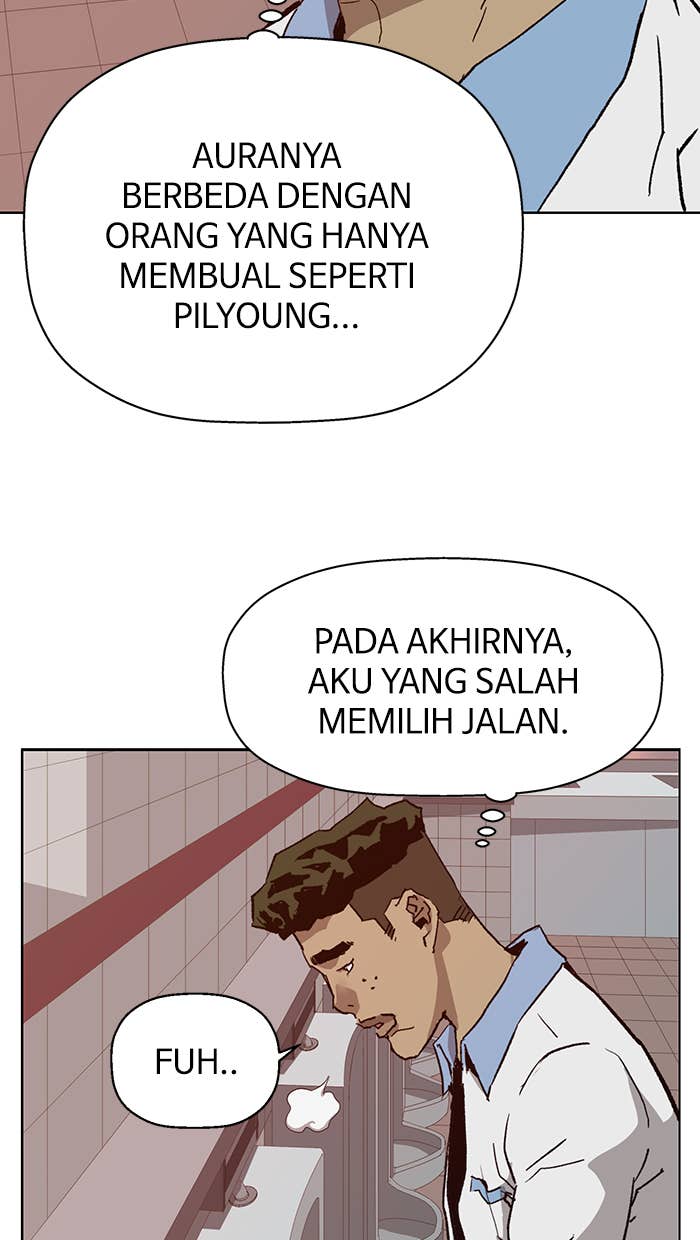 AURANYA
BERBEDA DENGAN
ORANG YANG HANYA
MEMBUAL SEPERTI
PILYOUNG...
PADA AKHIRNYA,
AKU YANG SALAH
MEMILIH JALAN.
FUH..